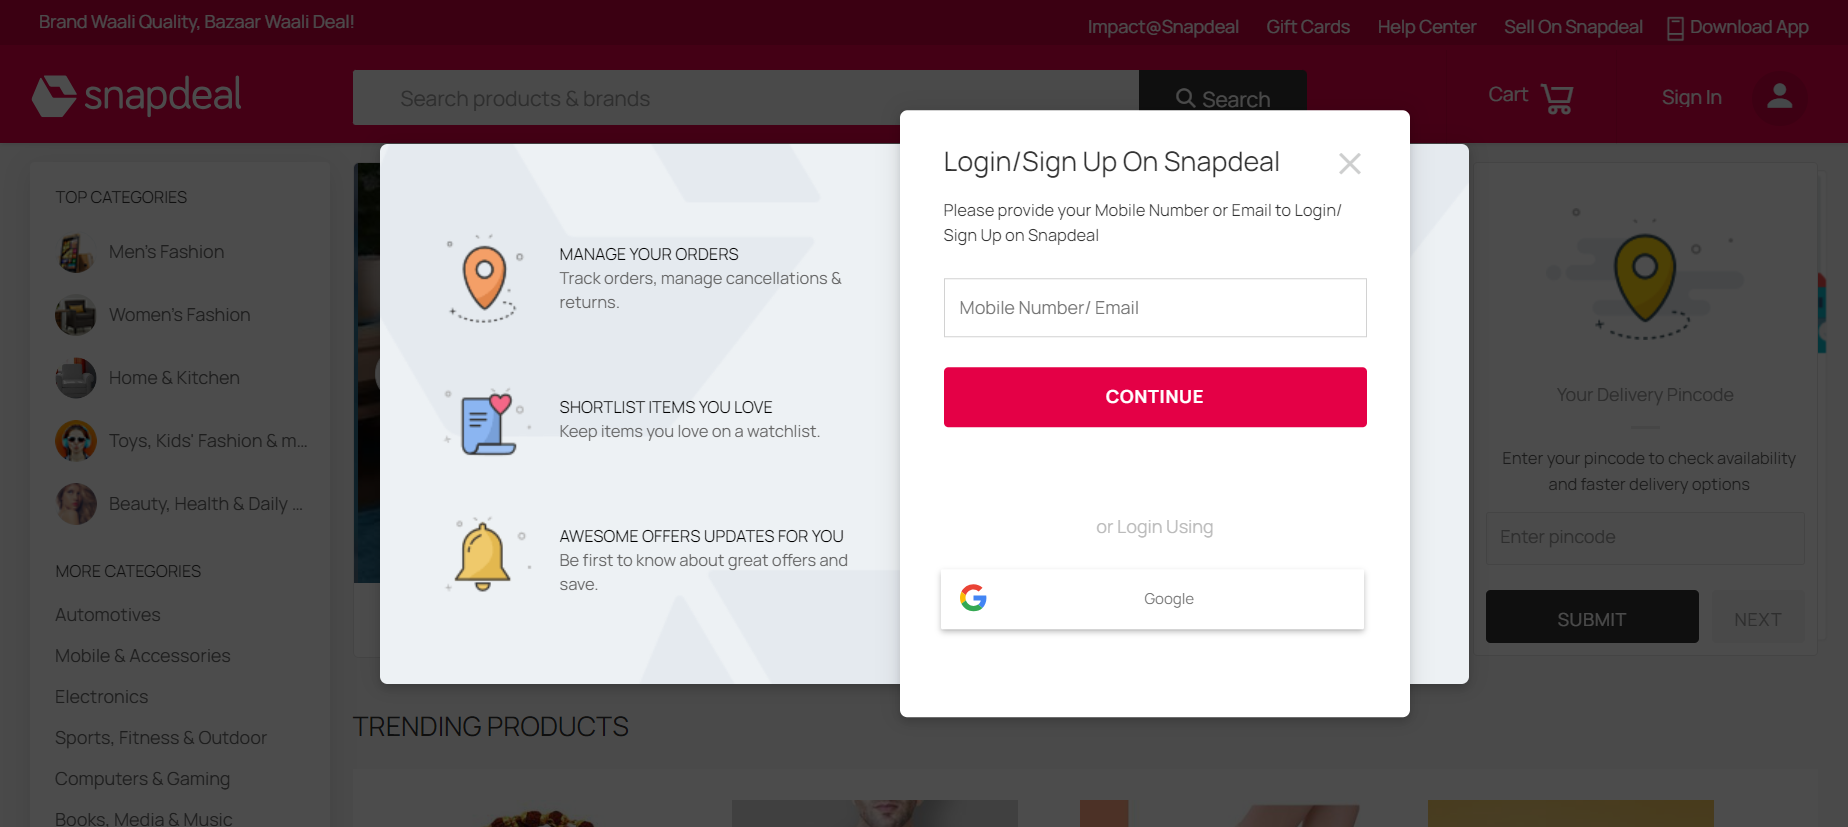 Brand Waali Quality, Bazaar Waali Deal!
Impact@Snapdeal
Gift Cards
Help Center
Sell On Snapdeal
Download App
snapdeal
Search products & brands
Search
Cart
Sign In
TOP CATEGORIES
Men's Fashion
Women's Fashion
Home & Kitchen
Toys, Kids' Fashion & m...
Beauty, Health & Daily ...
MORE CATEGORIES
Automotives
Mobile & Accessories
Electronics
Sports, Fitness & Outdoor
Computers & Gaming
Books, Media & Music
MANAGE YOUR ORDERS
Track orders, manage cancellations &
returns.
SHORTLIST ITEMS YOU LOVE
Keep items you love on a watchlist.
AWESOME OFFERS UPDATES FOR YOU
Be first to know about great offers and
save.
Login/Sign Up On Snapdeal
Please provide your Mobile Number or Email to Login/
Sign Up on Snapdeal
Mobile Number/ Email
CONTINUE
or Login Using
Google
Your Delivery Pincode
Enter your pincode to check availability
and faster delivery options
Enter pincode
SUBMIT
NEXT
TRENDING PRODUCTS